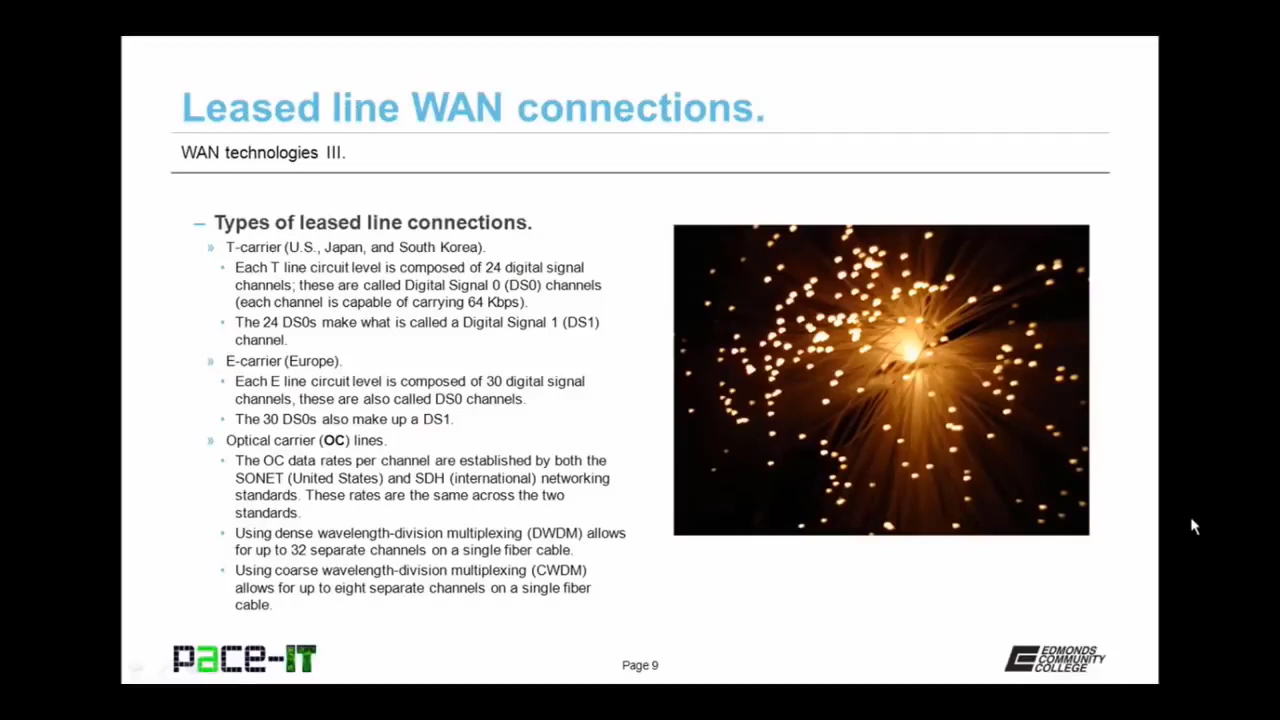 Leased line WAN connections.
WAN technologies III.
– Types of leased line connections.
» T-carrier (U.S., Japan, and South Korea).
• Each T line circuit level is composed of 24 digital signal
channels; these are called Digital Signal 0 (DS0) channels
(each channel is capable of carrying 64 Kbps).
• The 24 DS0s make what is called a Digital Signal 1 (DS1)
channel.
» E-carrier (Europe).
• Each E line circuit level is composed of 30 digital signal
channels, these are also called DS0 channels.
• The 30 DS0s also make up a DS1.
» Optical carrier (OC) lines.
• The OC data rates per channel are established by both the
SONET (United States) and SDH (international) networking
standards. These rates are the same across the two
standards.
• Using dense wavelength-division multiplexing (DWDM) allows
for up to 32 separate channels on a single fiber cable.
• Using coarse wavelength-division multiplexing (CWDM)
allows for up to eight separate channels on a single fiber
cable.
pace-IT
Page 9
EDMONDS
COMMUNITY
COLLEGE